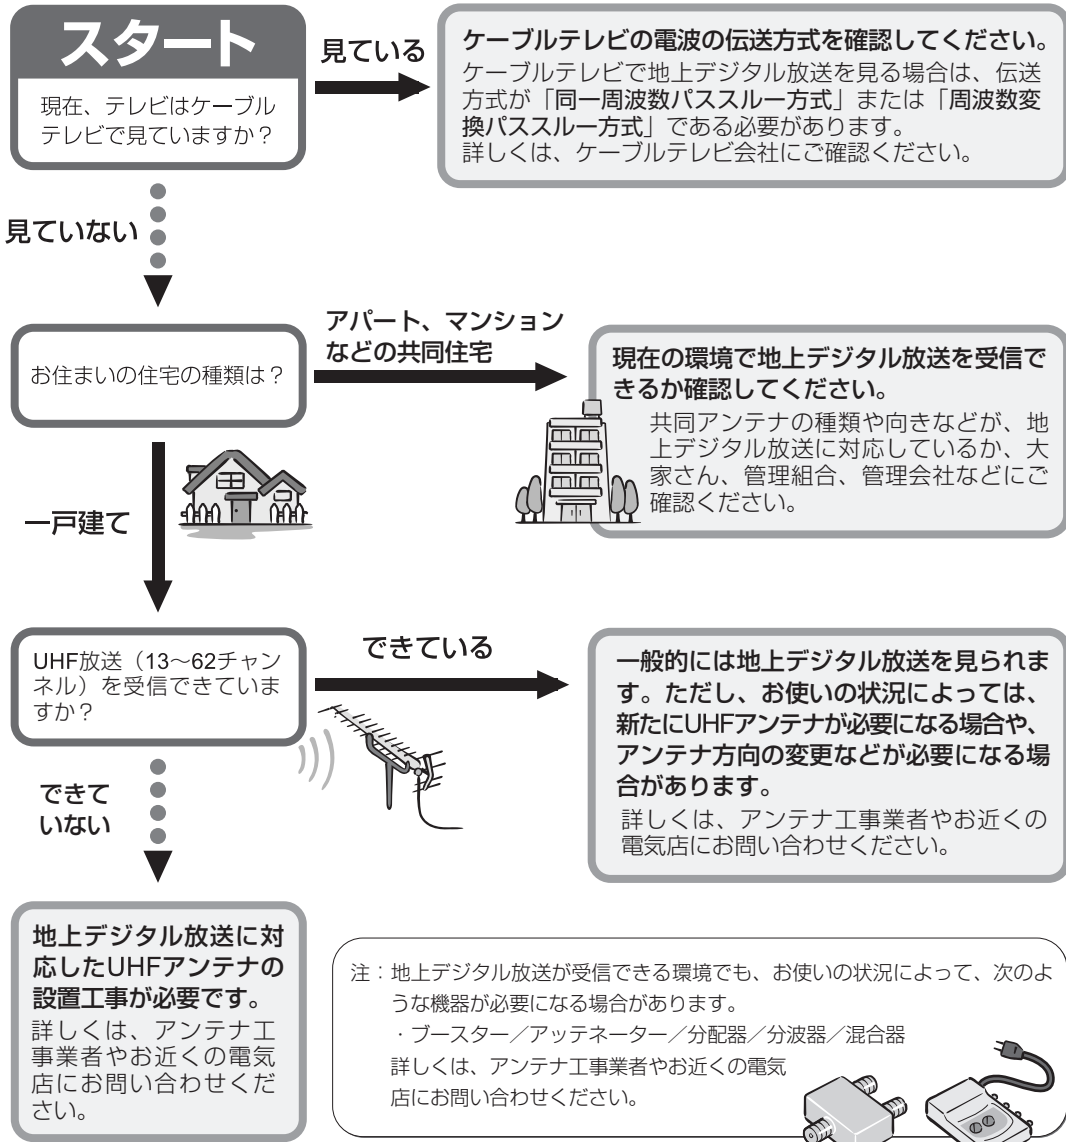 スタート
現在、テレビはケーブル
テレビで見ていますか？
見ている
ケーブルテレビの電波の伝送方式を確認してください。
ケーブルテレビで地上デジタル放送を見る場合は、伝送
方式が「同一周波数パススルー方式」または「周波数変
換パススルー方式」である必要があります。
詳しくは、ケーブルテレビ会社にご確認ください。
見ていない
お住まいの住宅の種類は？
アパート、マンション
などの共同住宅
現在の環境で地上デジタル放送を受信で
きるか確認してください。
共同アンテナの種類や向きなどが、地
上デジタル放送に対応しているか、大
家さん、管理組合、管理会社などにご
確認ください。
一戸建て
UHF放送（13～62チャン
ネル）を受信できていま
すか？
できている
一般的には地上デジタル放送を見られま
す。ただし、お使いの状況によっては、
新たにUHFアンテナが必要になる場合や、
アンテナ方向の変更などが必要になる場
合があります。
詳しくは、アンテナ工事業者やお近くの
電気店にお問い合わせください。
できて
いない
地上デジタル放送に対
応したUHFアンテナの
設置工事が必要です。
詳しくは、アンテナ工
事業者やお近くの電気
店にお問い合わせくだ
さい。
注：地上デジタル放送が受信できる環境でも、お使いの状況によって、次のよ
うな機器が必要になる場合があります。
・ブースター／アッテネーター／分配器／分波器／混合器
詳しくは、アンテナ工事業者やお近くの電気
店にお問い合わせください。